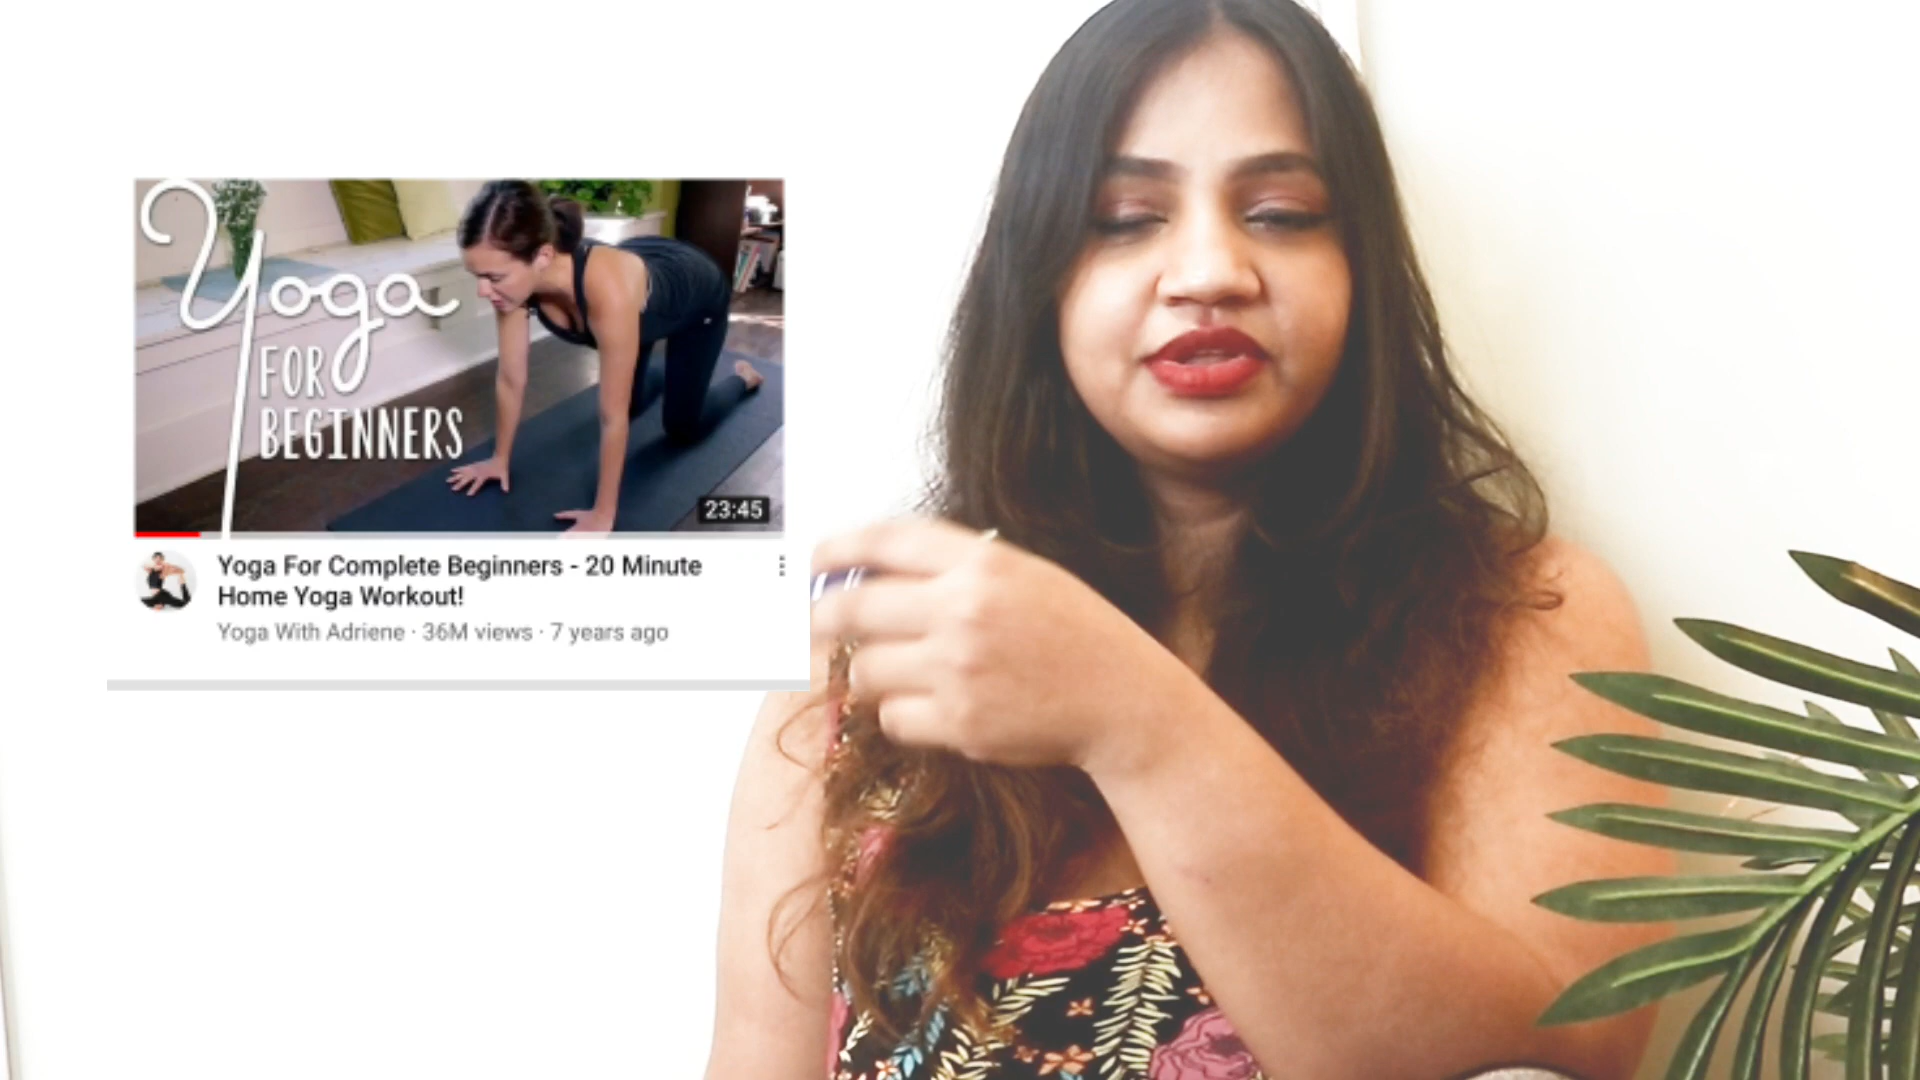 Yoga
FOR
BEGINNERS
23:45
Yoga For Complete Beginners - 20 Minute
Home Yoga Workout!
Yoga With Adriene · 36M views · 7 years ago